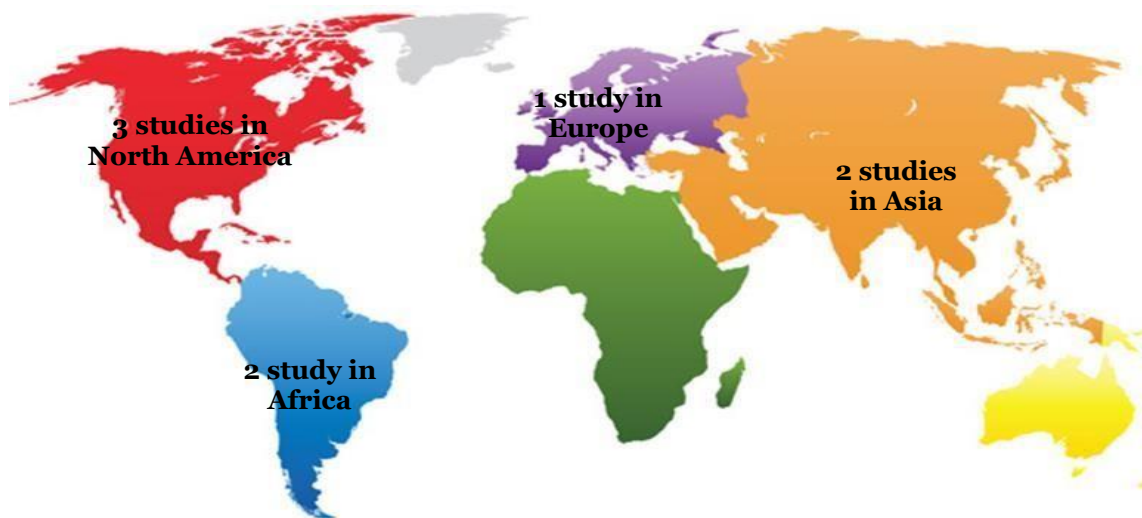 1 study in
Europe
3 studies in
North America
2 studies
in Asia
2 study in
Africa